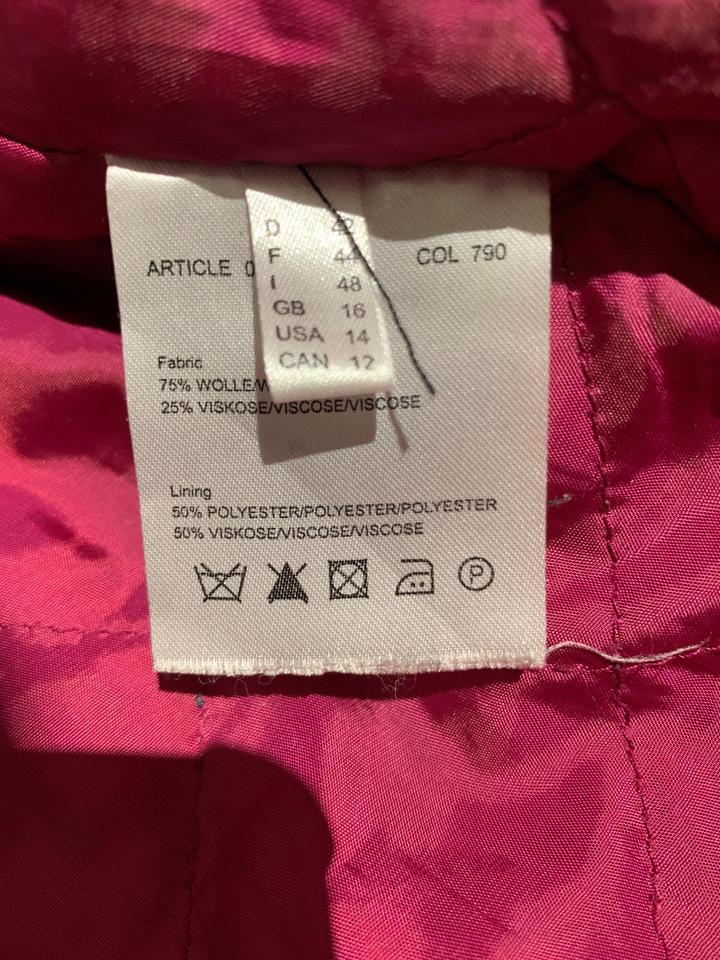 D 42
F 44
I 48
GB 16
USA 14
CAN 12
ARTICLE 0
COL 790
Fabric
75% WOLLE/W
25% VISKOSE/VISCOSE/VISCOSE
Lining
50% POLYESTER/POLYESTER/POLYESTER
50% VISKOSE/VISCOSE/VISCOSE
P